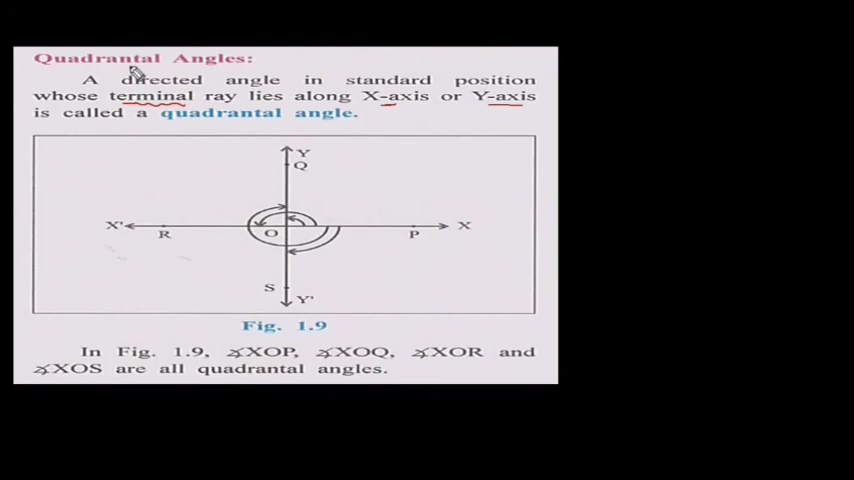 Quadrantal Angles:
A directed angle in standard position
whose terminal ray lies along X-axis or Y-axis
is called a quadrantal angle.
Y
Q
X' R O P X
S
Y'
Fig. 1.9
In Fig. 1.9, ∡XOP, ∡XOQ, ∡XOR and
∡XOS are all quadrantal angles.